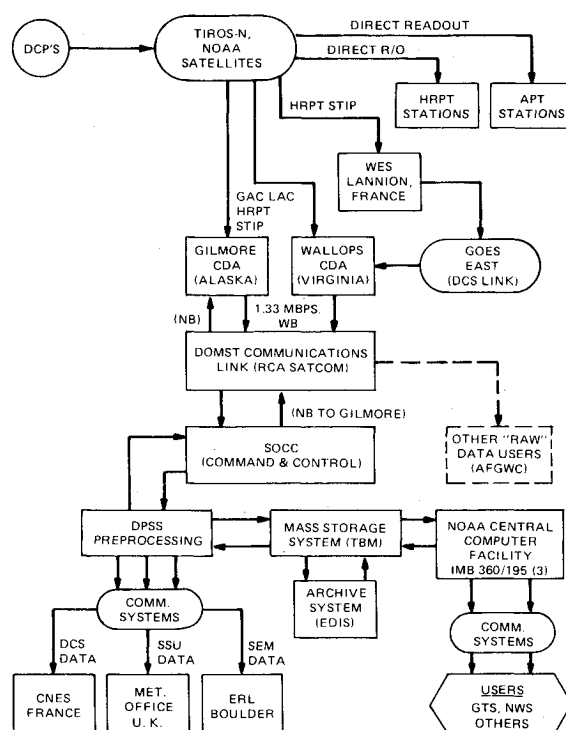 DIRECT READOUT
DCP'S
TIROS-N,
NOAA
SATELLITES
DIRECT R/O
HRPT STIP
HRPT
STATIONS
APT
STATIONS
WES
LANNION,
FRANCE
GAC LAC
HRPT
STIP
GILMORE
CDA
(ALASKA)
WALLOPS
CDA
(VIRGINIA)
GOES
EAST
(DCS LINK)
(NB)
1.33 MBPS.
WB
DOMST COMMUNICATIONS
LINK (RCA SATCOM)
(NB TO GILMORE)
SOCC
(COMMAND & CONTROL)
OTHER "RAW"
DATA USERS
(AFGWC)
DPSS
PREPROCESSING
MASS STORAGE
SYSTEM (TBM)
NOAA CENTRAL
COMPUTER
FACILITY
IMB 360/195 (3)
COMM.
SYSTEMS
ARCHIVE
SYSTEM
(EDIS)
COMM.
SYSTEMS
DCS
DATA
SSU
DATA
SEM
DATA
CNES
FRANCE
MET.
OFFICE
U. K.
ERL
BOULDER
USERS
GTS, NWS
OTHERS